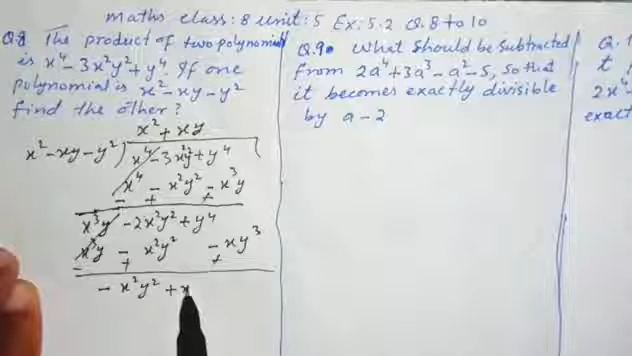 maths class: 8 unit: 5 Ex: 5.2 Q. 8 to 10
Q.8 The product of two polynomial
is x⁴ - 3x²y² + y⁴. If one
polynomial is x² - xy - y²
find the other?
x² + xy
x² - xy - y² ) x⁴ - 3x²y² + y⁴
x⁴ - x²y² - x³y
- + +
x³y - 2x²y² + y⁴
x³y - x²y² - xy³
- + +
- x²y² + x
Q.9. What Should be Subtracted
from 2a⁴ + 3a³ - a² - 5, so that
it becomes exactly divisible
by a - 2
Q.1
t
2x⁴ -
exact